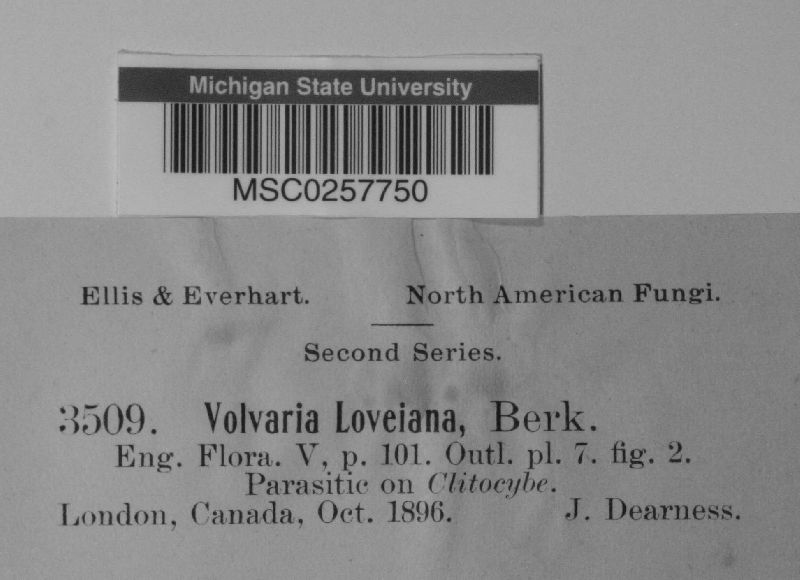 Michigan State University
MSC0257750
Ellis & Everhart. North American Fungi.
Second Series.
3509. Volvaria Loveiana, Berk.
Eng. Flora. V, p. 101. Outl. pl. 7. fig. 2.
Parasitic on Clitocybe.
London, Canada, Oct. 1896. J. Dearness.